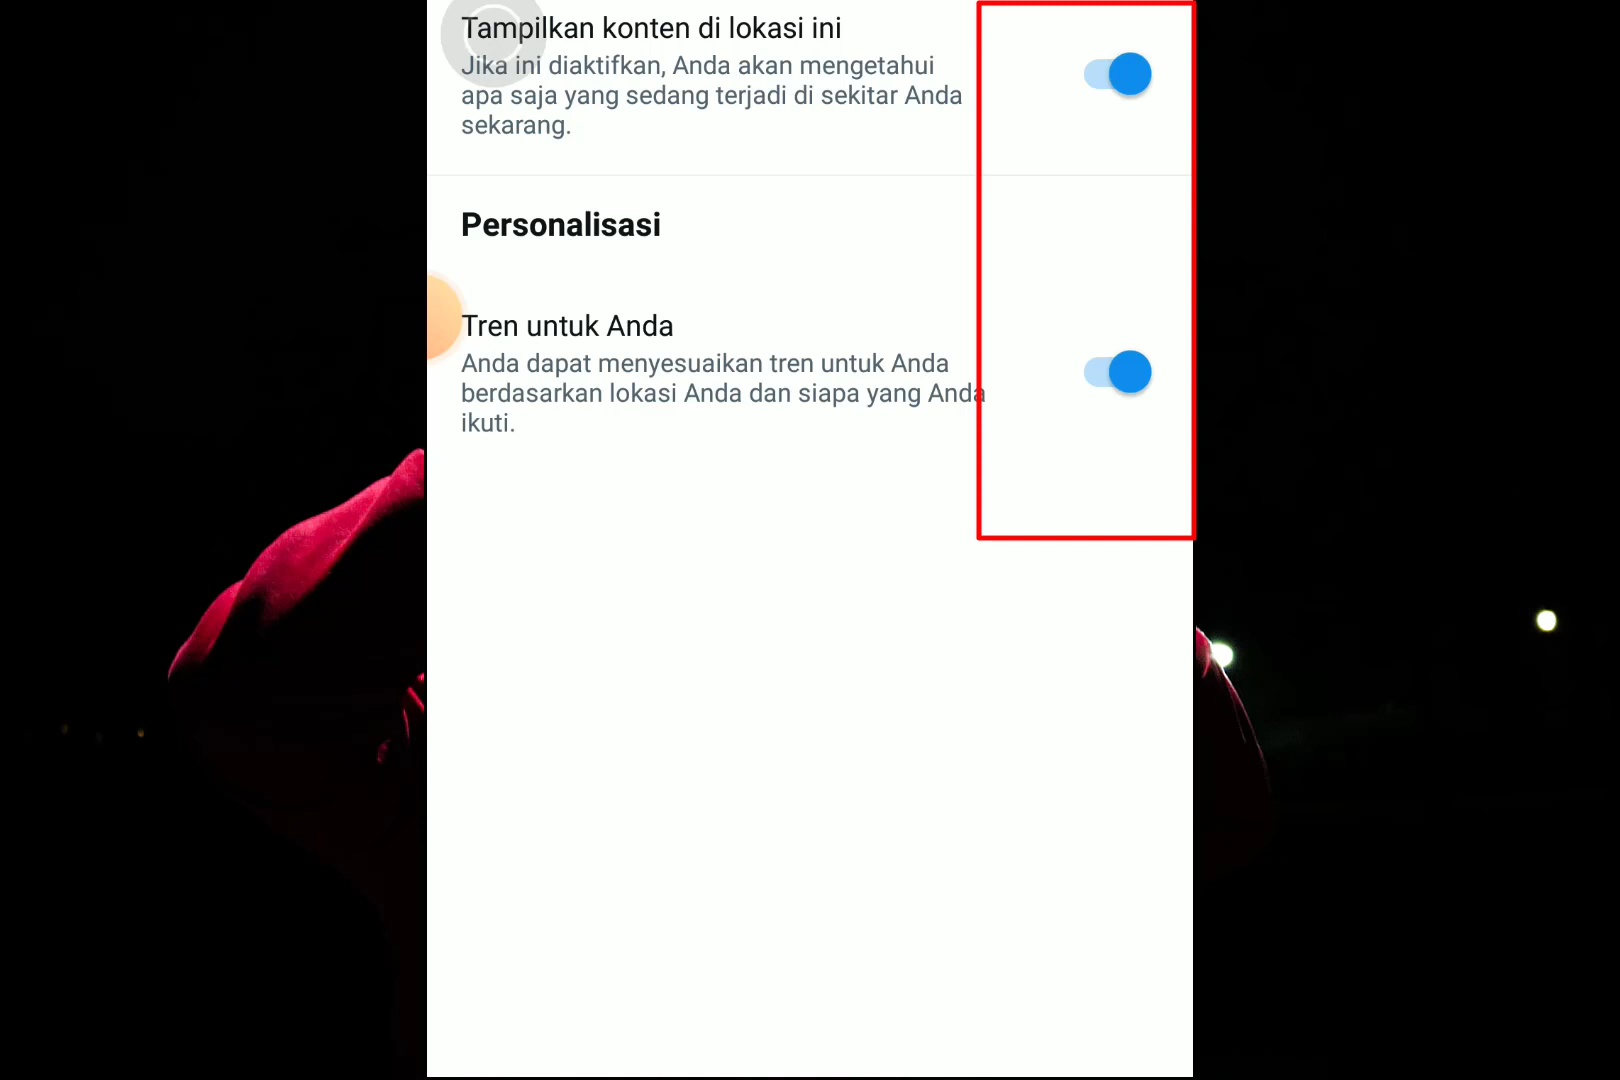 Tampilkan konten di lokasi ini
Jika ini diaktifkan, Anda akan mengetahui
apa saja yang sedang terjadi di sekitar Anda
sekarang.
Personalisasi
Tren untuk Anda
Anda dapat menyesuaikan tren untuk Anda
berdasarkan lokasi Anda dan siapa yang Anda
ikuti.